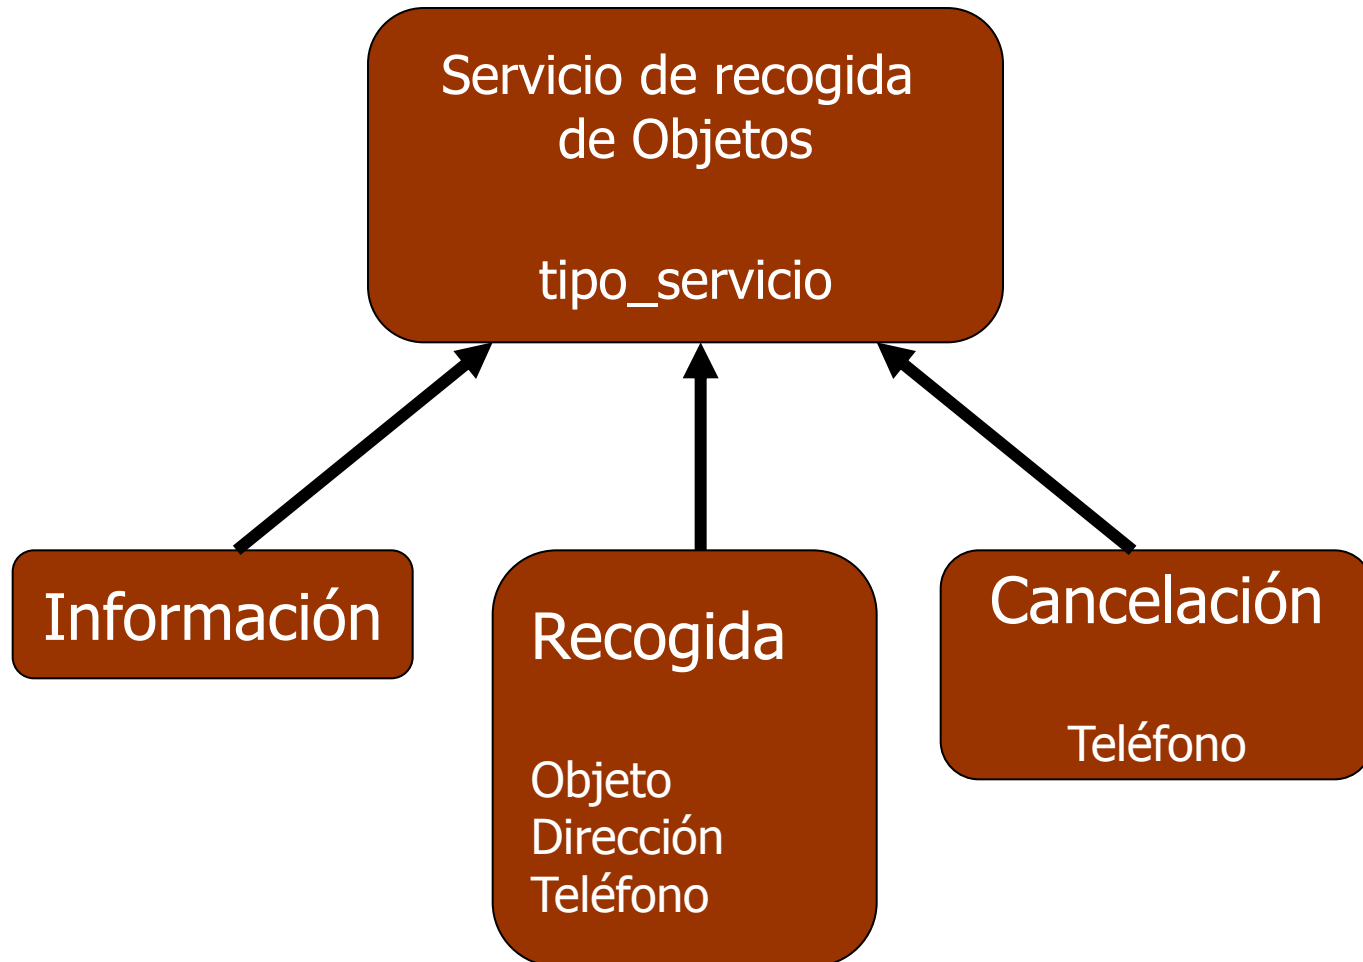 Servicio de recogida
de Objetos
tipo_servicio
Información
Recogida
Objeto
Dirección
Teléfono
Cancelación
Teléfono